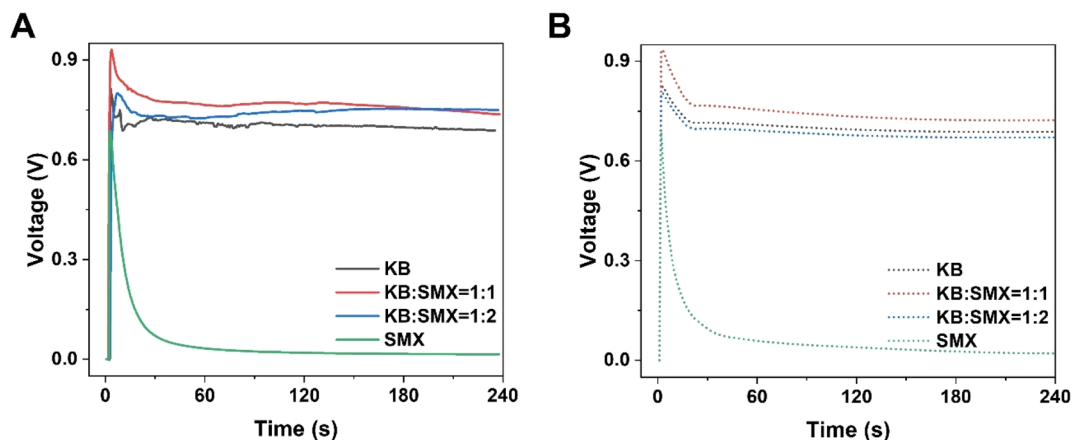 A
Voltage (V)
0.9
0.6
0.3
0.0
KB
KB:SMX=1:1
KB:SMX=1:2
SMX
0 60 120 180 240
Time (s)
B
Voltage (V)
0.9
0.6
0.3
0.0
KB
KB:SMX=1:1
KB:SMX=1:2
SMX
0 60 120 180 240
Time (s)